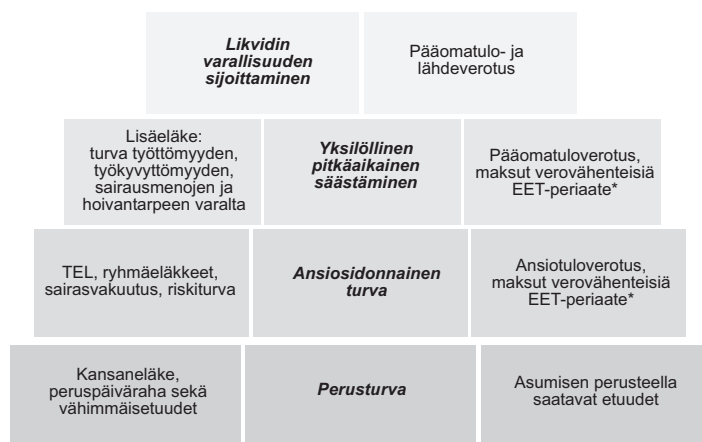 Likvidin
varallisuuden
sijoittaminen
Pääomatulo- ja
lähdeverotus
Lisäeläke:
turva työttömyyden,
työkyvyttömyyden,
sairausmenojen ja
hoivantarpeen varalta
Yksilöllinen
pitkäaikainen
säästäminen
Pääomatuloverotus,
maksut verovähenteisiä
EET-periaate*
TEL, ryhmäeläkkeet,
sairasvakuutus, riskiturva
Ansiosidonnainen
turva
Ansiotuloverotus,
maksut verovähenteisiä
EET-periaate*
Kansaneläke,
peruspäiväraha sekä
vähimmäisetuudet
Perusturva
Asumisen perusteella
saatavat etuudet